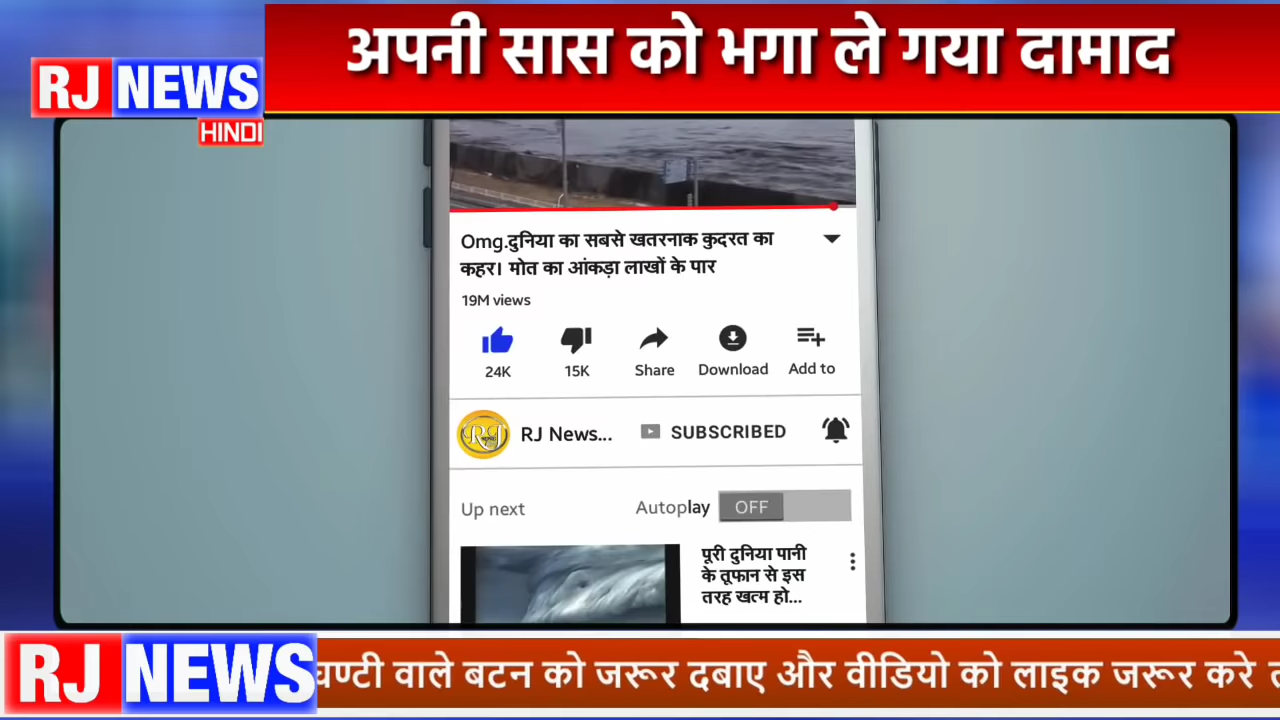 अपनी सास को भगा ले गया दामाद
RJ NEWS
HINDI
Omg.दुनिया का सबसे खतरनाक कुदरत का
कहर। मोत का आंकड़ा लाखों के पार
19M views
24K 15K Share Download Add to
RJ News... SUBSCRIBED
Up next Autoplay OFF
पूरी दुनिया पानी
के तूफान से इस
तरह खत्म हो...
RJ NEWS
वाले बटन को जरूर दबाए और वीडियो को लाइक जरूर करे